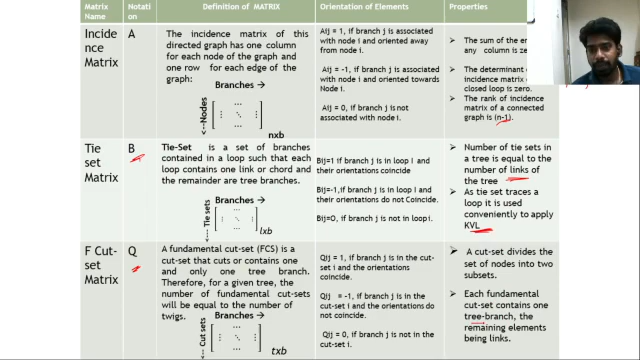 Matrix Name
Notati on
Definition of MATRIX
Orientation of Elements
Properties
Incide nce Matrix
A
The incidence matrix of this
directed graph has one column
for each node of the graph and
one row for each edge of the
graph:
Branches →
<--Nodes
nxb
Aij = 1, if branch j is associated
with node i and oriented away
from node i.
Aij = -1, if branch j is associated
with node i and oriented towards
Node i.
Aij = 0, if branch j is not
associated with node i.
The sum of the
any column is
The determinant
incidence matrix
closed loop is zero.
The rank of incidence
matrix of a connected
graph is (n-1)
Tie set Matrix
B
Tie-Set is a set of branches
contained in a loop such that each
loop contains one link or chord and
the remainder are tree branches.
Branches →
Tie sets
lxb
Bij=1 if branch j is in loop i and
their orientations coincide
Bij=-1,if branch j is in loop i and
their orientations do not Coincide.
Bij=0, if branch j is not in loop i.
Number of tie sets in
a tree is equal to the
number of links of
the tree
As tie set traces a
loop it is used
conveniently to apply
KVL
F Cut- set Matrix
Q
A fundamental cut-set (FCS) is a
cut-set that cuts or contains one
and only one tree branch.
Therefore, for a given tree, the
number of fundamental cut-sets
will be equal to the number of
twigs.
Branches →
Cut sets
txb
Qij = 1, if branch j is in the cut-
set i and the orientations
coincide.
Qij = -1, if branch j is in the
cut-set i and the orientations do
not coincide.
Qij = 0, if branch j is not in the
cut-set i.
A cut-set divides the
set of nodes into two
subsets.
Each fundamental
cut-set contains one
tree-branch, the
remaining elements
being links.